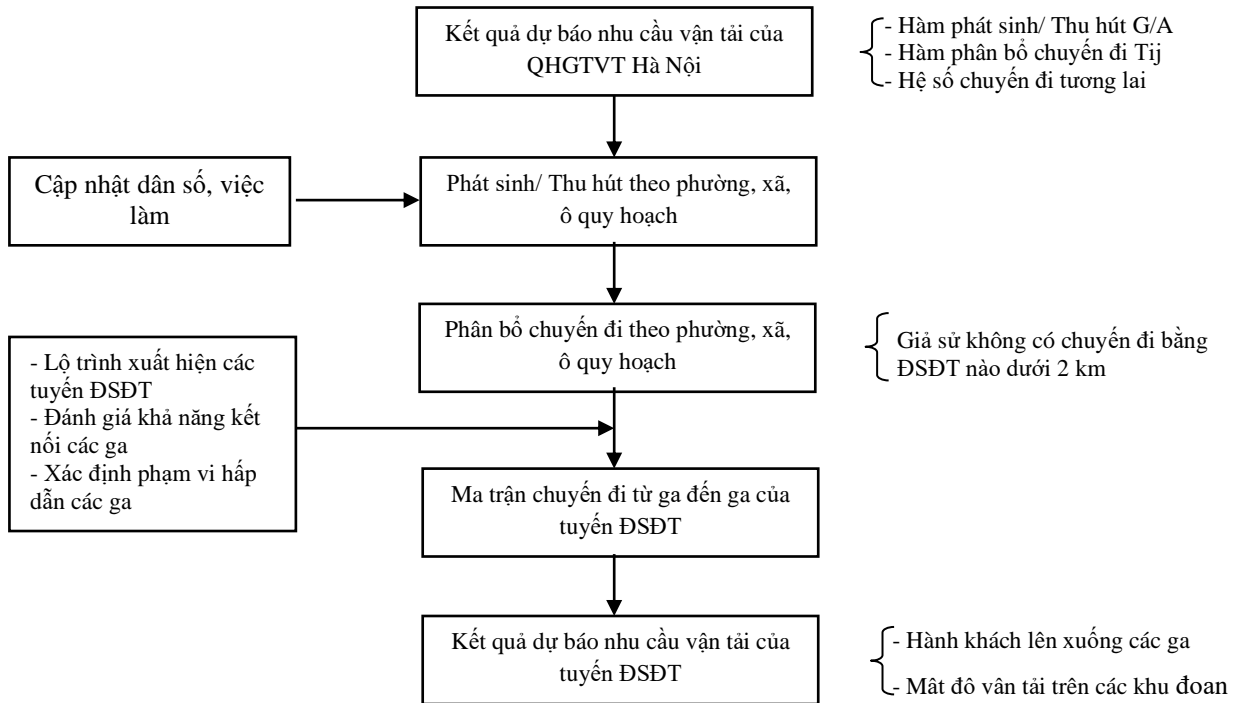 Kết quả dự báo nhu cầu vận tải của
QHGTVT Hà Nội
- Hàm phát sinh/ Thu hút G/A
- Hàm phân bổ chuyến đi Tij
- Hệ số chuyến đi tương lai
Cập nhật dân số, việc
làm
Phát sinh/ Thu hút theo phường, xã,
ô quy hoạch
Phân bổ chuyến đi theo phường, xã,
ô quy hoạch
Giả sử không có chuyến đi bằng
ĐSĐT nào dưới 2 km
- Lộ trình xuất hiện các
tuyến ĐSĐT
- Đánh giá khả năng kết
nối các ga
- Xác định phạm vi hấp
dẫn các ga
Ma trận chuyến đi từ ga đến ga của
tuyến ĐSĐT
Kết quả dự báo nhu cầu vận tải của
tuyến ĐSĐT
- Hành khách lên xuống các ga
- Mât đô vân tải trên các khu đoan